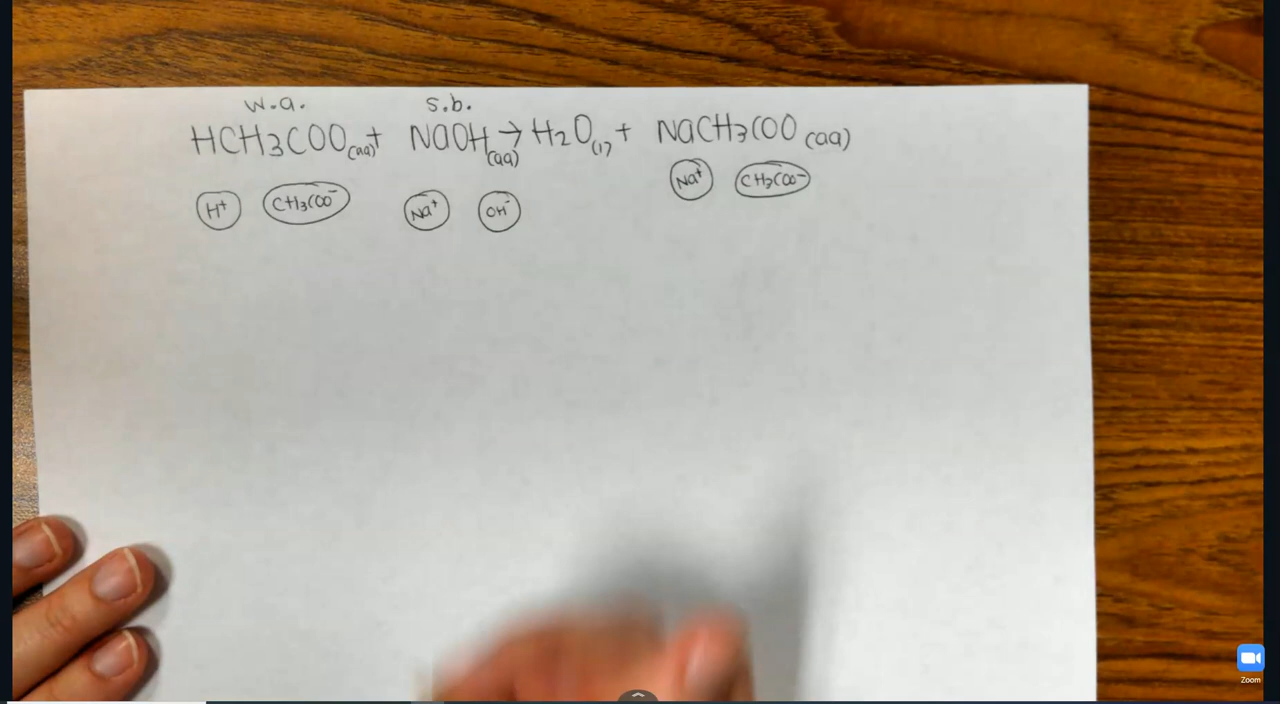 w.a. s.b.
HCH3COO(aq) + NaOH(aq) → H2O(l) + NaCH3COO (aq)
H+ CH3COO- Na+ OH- Na+ CH3COO-
Zoom